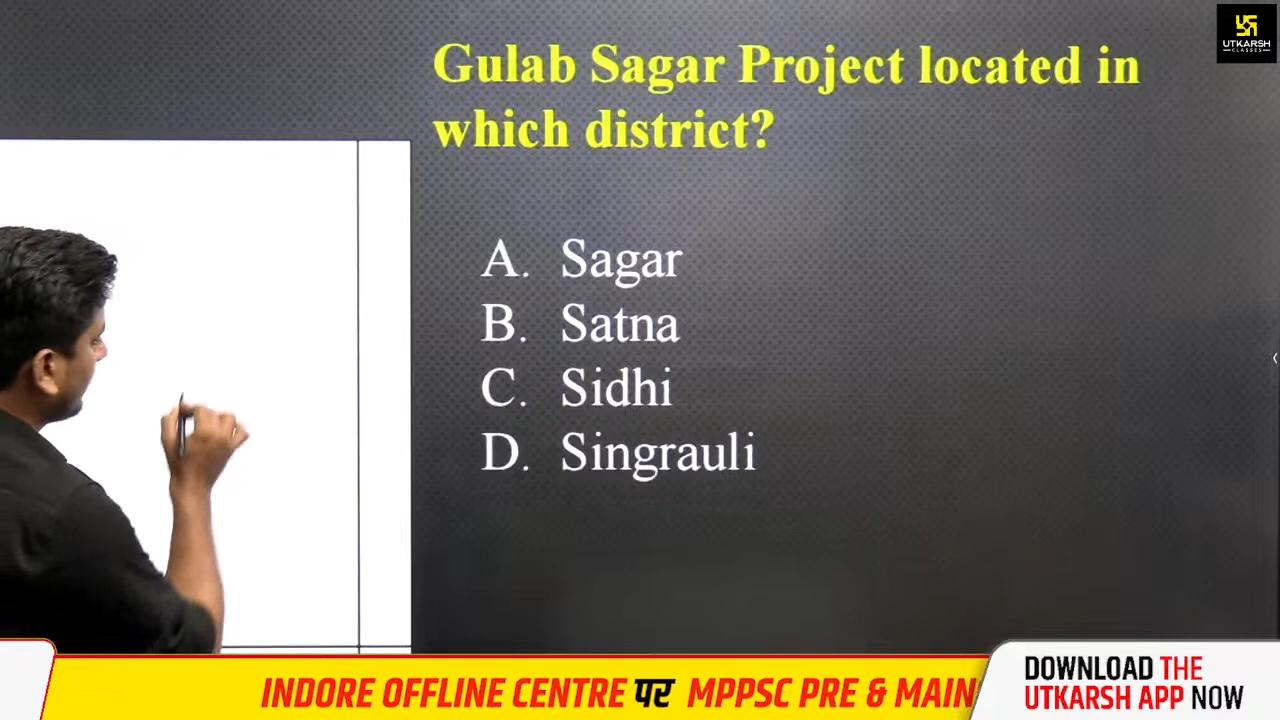 UTKARSH
CLASSES
Gulab Sagar Project located in
which district?
A. Sagar
B. Satna
C. Sidhi
D. Singrauli
INDORE OFFLINE CENTRE पर MPPSC PRE & MAIN
DOWNLOAD THE
UTKARSH APP NOW